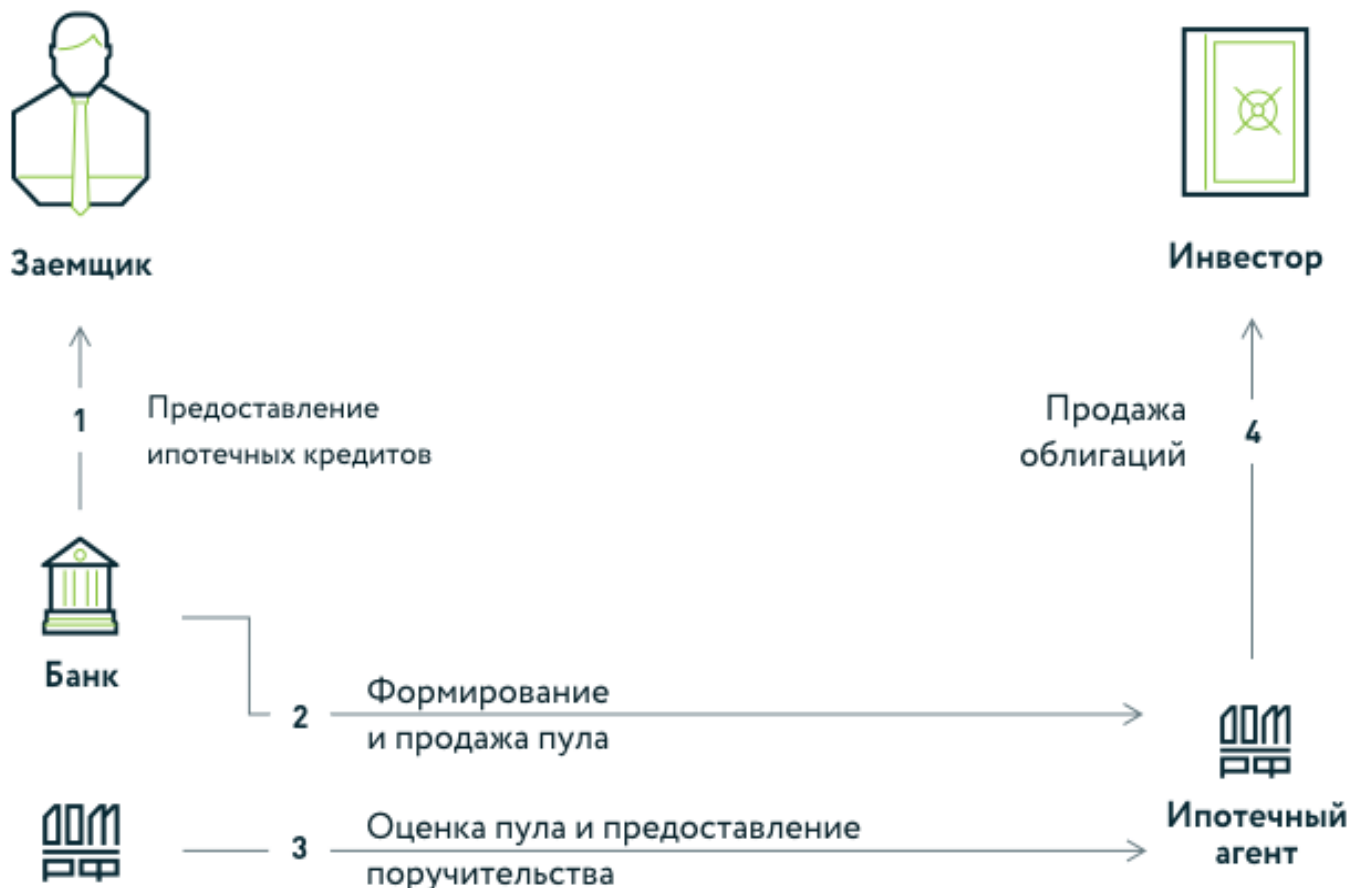 Заемщик
Инвестор
1
Предоставление
ипотечных кредитов
Продажа
облигаций
4
Банк
2
Формирование
и продажа пула
ДОМ
РФ
Ипотечный
агент
ДОМ
РФ
3
Оценка пула и предоставление
поручительства